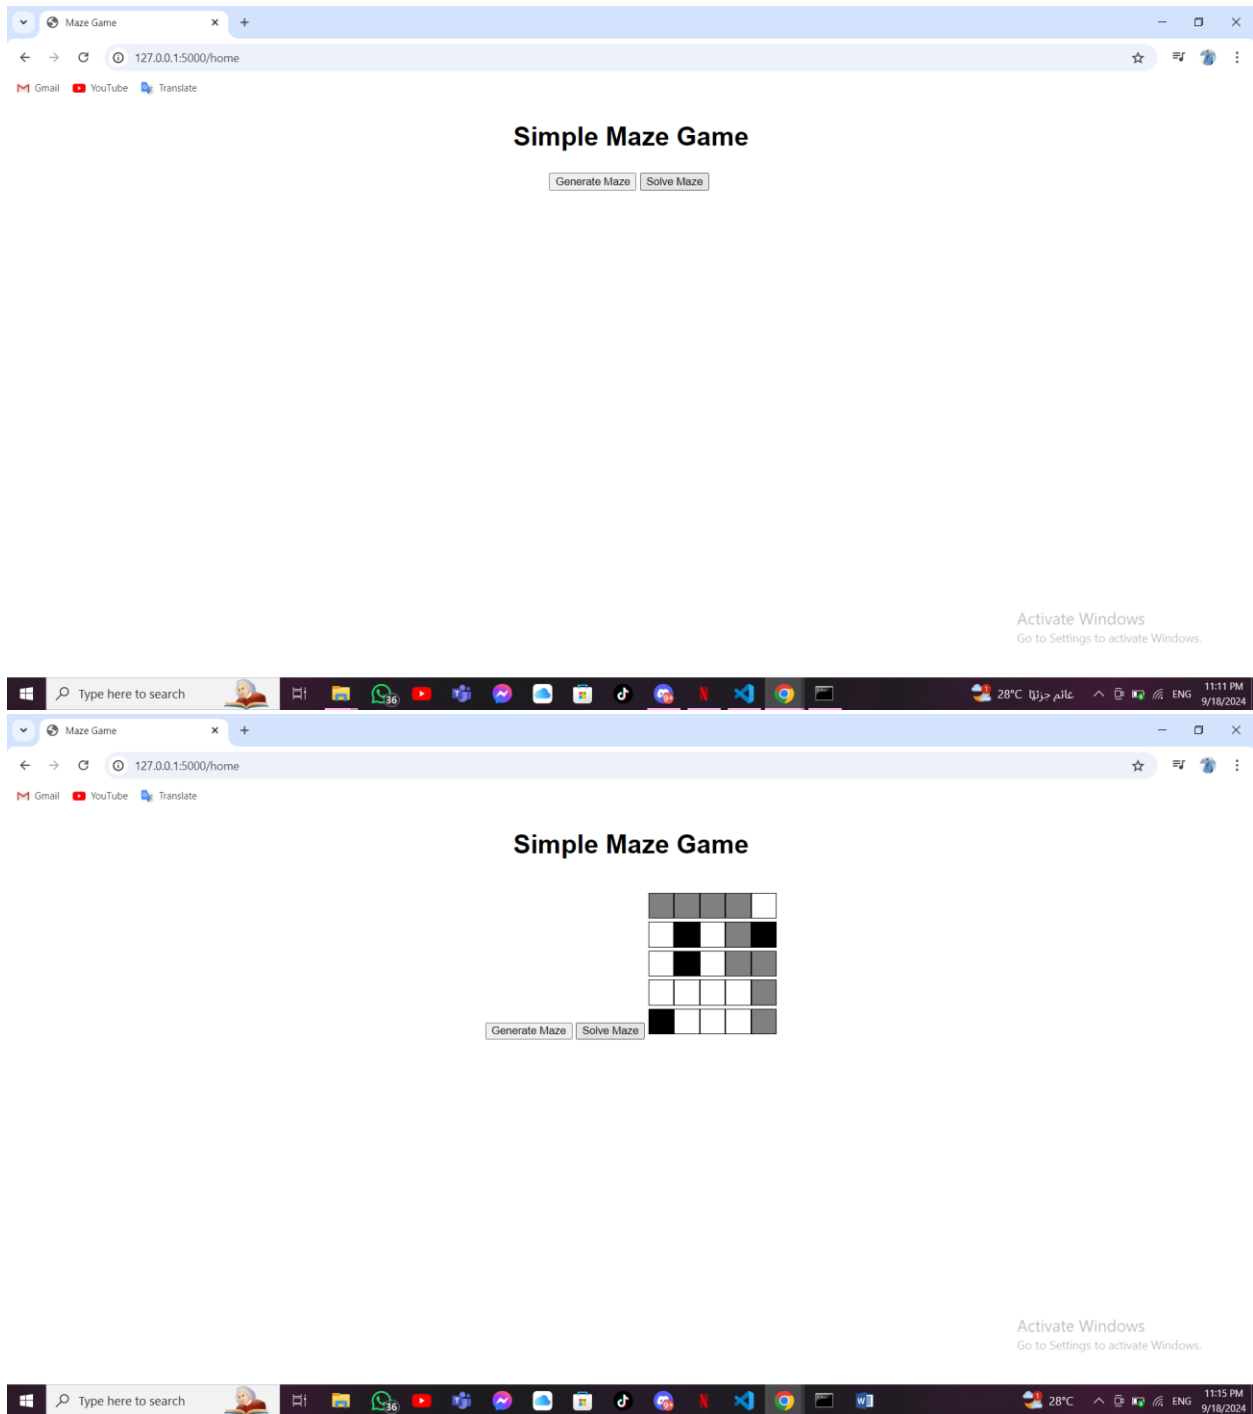 Maze Game
127.0.0.1:5000/home
Gmail YouTube Translate
Simple Maze Game
Generate Maze Solve Maze
Activate Windows
Go to Settings to activate Windows.
Type here to search 36 9+ N 28°C غائم جزئيًا ENG 11:11 PM
9/18/2024
Maze Game
127.0.0.1:5000/home
Gmail YouTube Translate
Simple Maze Game
Generate Maze Solve Maze
Activate Windows
Go to Settings to activate Windows.
Type here to search 36 N 28°C ENG 11:15 PM
9/18/2024